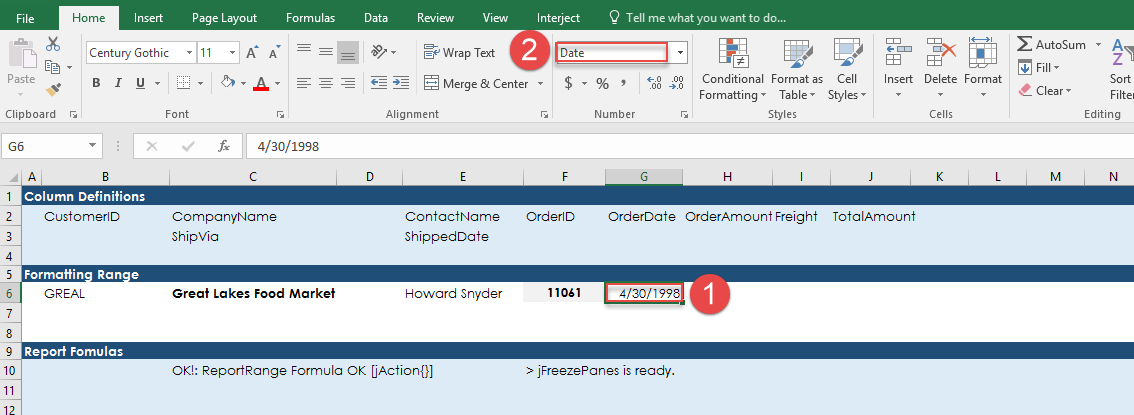 File Home Insert Page Layout Formulas Data Review View Interject Tell me what you want to do...
Paste
Clipboard
Century Gothic 11 A A
B I U A
Font
Wrap Text
Merge & Center
Alignment
2 Date
$ % , .00 .0
Number
Conditional Formatting
Format as Table
Cell Styles
Styles
Insert Delete Format
Cells
AutoSum
Fill
Clear
Sort
Filter
Editing
G6 fx 4/30/1998
A B C D E F G H I J K L M N
1 Column Definitions
2 CustomerID CompanyName ContactName OrderID OrderDate OrderAmount Freight TotalAmount
3 ShipVia ShippedDate
4
5 Formatting Range
6 GREAL Great Lakes Food Market Howard Snyder 11061 4/30/1998 1
7
8
9 Report Fomulas
10 OK!: ReportRange Formula OK [jAction{}] > jFreezePanes is ready.
11
12